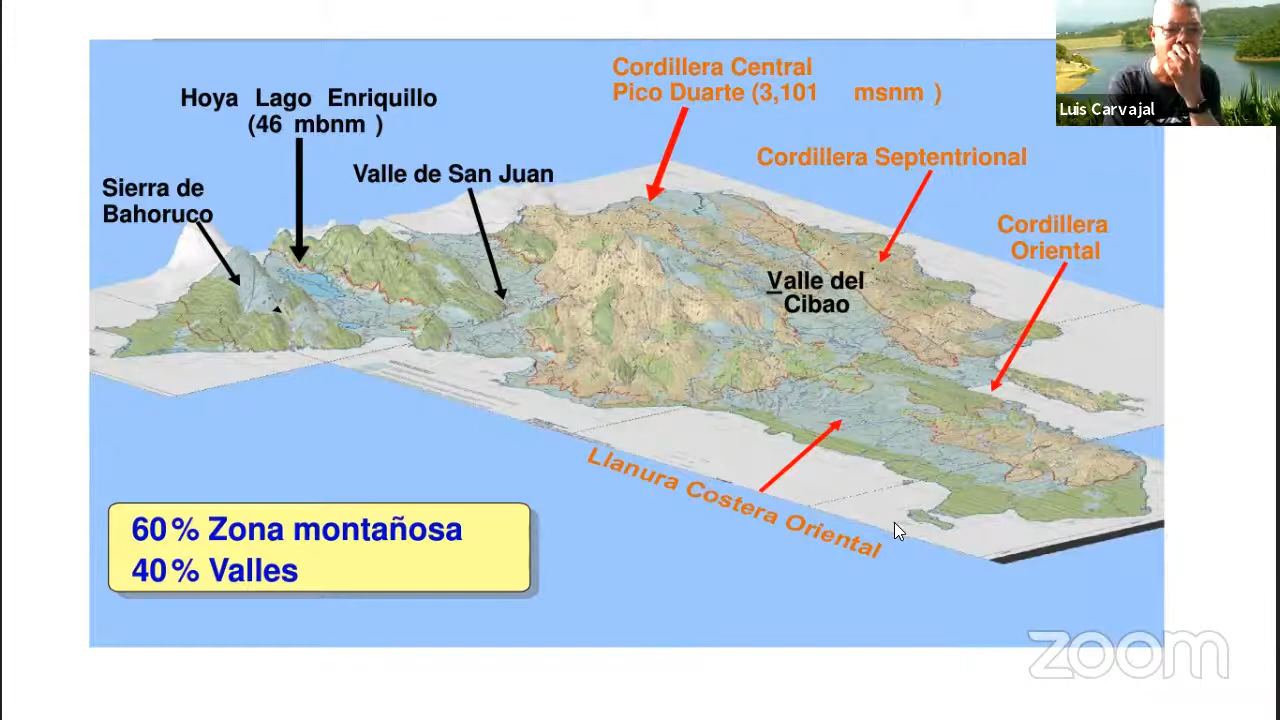 Luis Carvajal
Cordillera Central
Pico Duarte (3,101 msnm )
Hoya Lago Enriquillo
(46 mbnm )
Cordillera Septentrional
Valle de San Juan
Sierra de
Bahoruco
Cordillera
Oriental
Valle del
Cibao
Llanura Costera Oriental
60% Zona montañosa
40% Valles
zoom